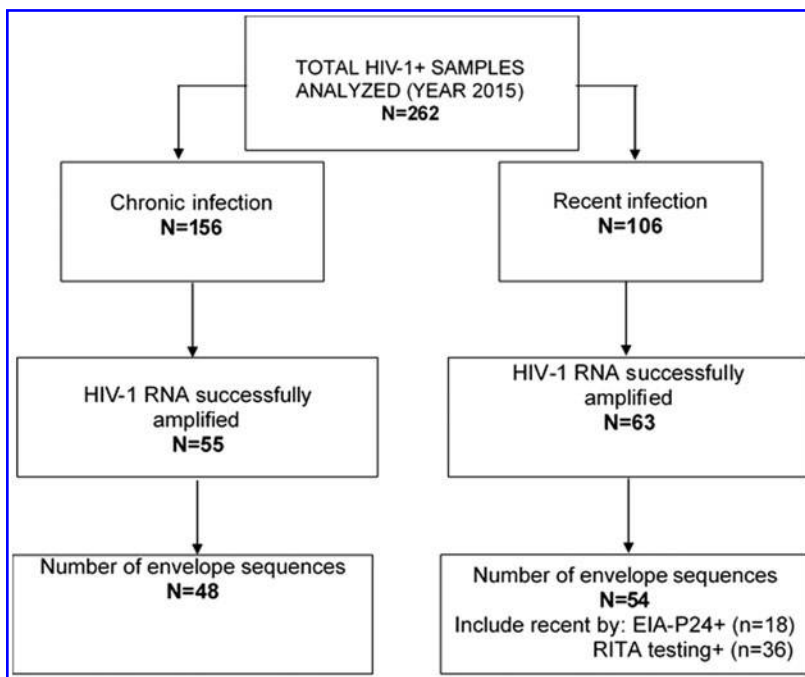 TOTAL HIV-1+ SAMPLES
ANALYZED (YEAR 2015)
N=262
Chronic infection
N=156
Recent infection
N=106
HIV-1 RNA successfully
amplified
N=55
HIV-1 RNA successfully
amplified
N=63
Number of envelope sequences
N=48
Number of envelope sequences
N=54
Include recent by: EIA-P24+ (n=18)
RITA testing+ (n=36)